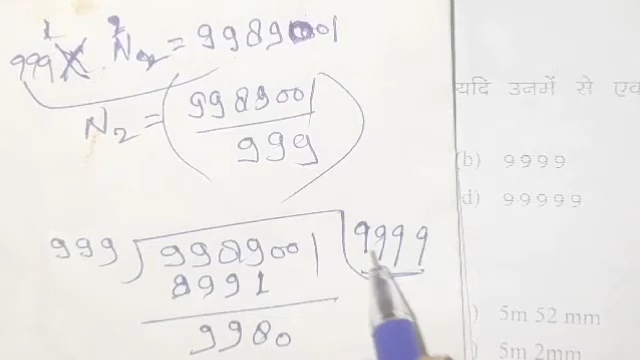 999 × N₂ = 9989001
N₂ = 9989001
999
999 ) 9989001 ( 9999
8991
9980
यदि उनमें से एक
(b) 9999
(d) 99999
) 5m 52 mm
) 5m 2mm